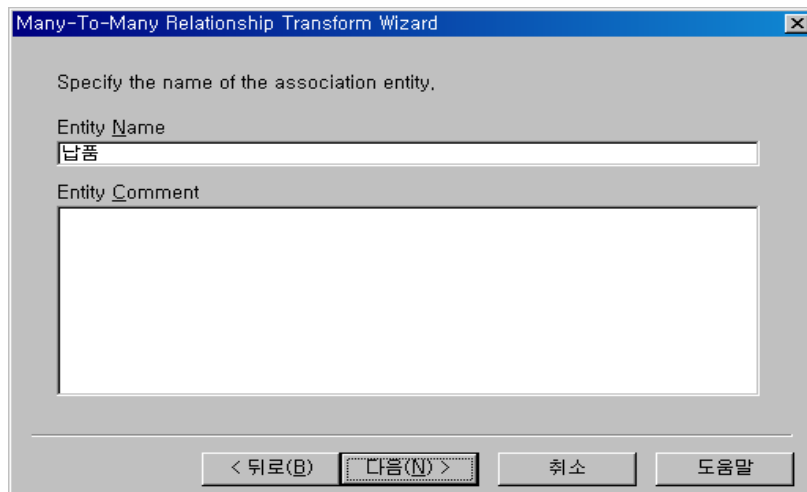 Many-To-Many Relationship Transform Wizard
Specify the name of the association entity,
Entity Name
납품
Entity Comment
< 뒤로(B) 다음(N) > 취소 도움말